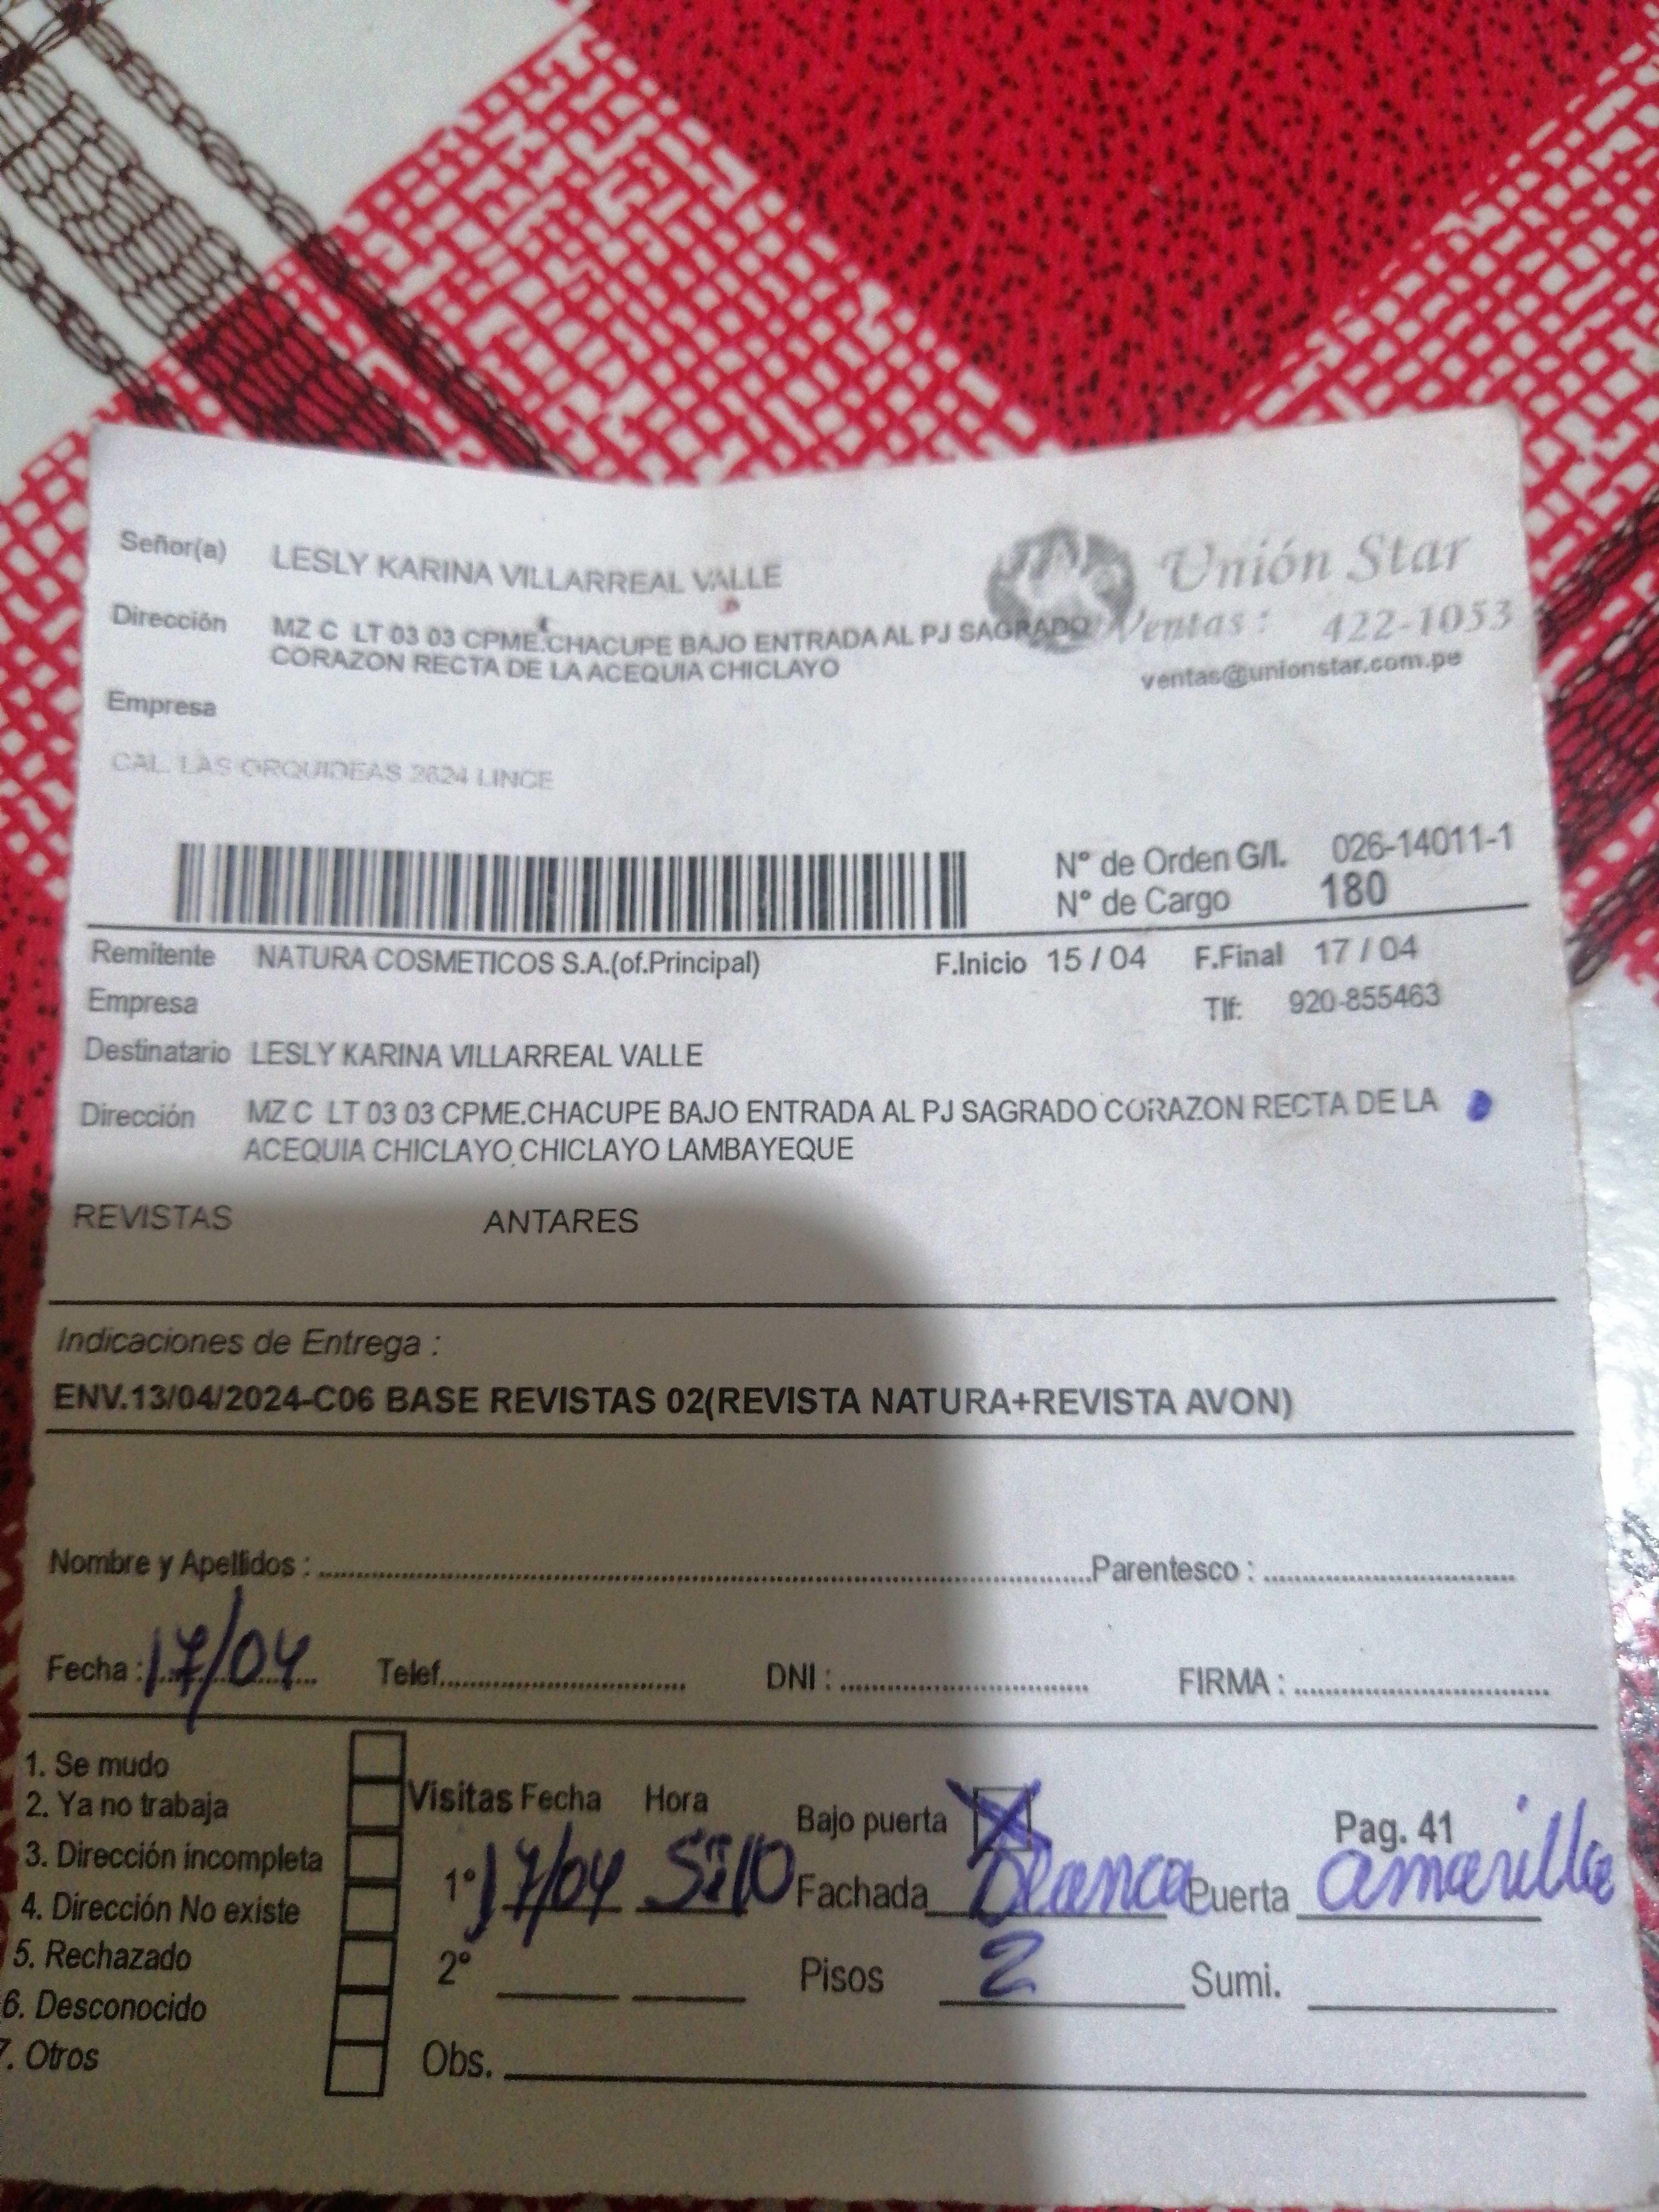 Señor(a) LESLY KARINA VILLARREAL VALLE
Unión Star
Dirección MZ C LT 03 03 CPME.CHACUPE BAJO ENTRADA AL PJ SAGRADO
Ventas : 422-1053
CORAZON RECTA DE LA ACEQUIA CHICLAYO
ventas@unionstar.com.pe
Empresa
CAL. LAS ORQUIDEAS 2624 LINCE
N° de Orden G/I. 026-14011-1
N° de Cargo 180
Remitente NATURA COSMETICOS S.A.(of.Principal) F.Inicio 15 / 04 F.Final 17 / 04
Empresa Tlf: 920-855463
Destinatario LESLY KARINA VILLARREAL VALLE
Dirección MZ C LT 03 03 CPME.CHACUPE BAJO ENTRADA AL PJ SAGRADO CORAZON RECTA DE LA
ACEQUIA CHICLAYO CHICLAYO LAMBAYEQUE
REVISTAS ANTARES
Indicaciones de Entrega :
ENV.13/04/2024-C06 BASE REVISTAS 02(REVISTA NATURA+REVISTA AVON)
Nombre y Apellidos : Parentesco :
Fecha : 17/04 Telef. DNI : FIRMA :
1. Se mudo
2. Ya no trabaja
3. Dirección incompleta
4. Dirección No existe
5. Rechazado
6. Desconocido
7. Otros
Visitas Fecha Hora Bajo puerta X Pag. 41
1° 17/04 Fachada blanca Puerta amarilla
2° Pisos 2 Sumi.
Obs.